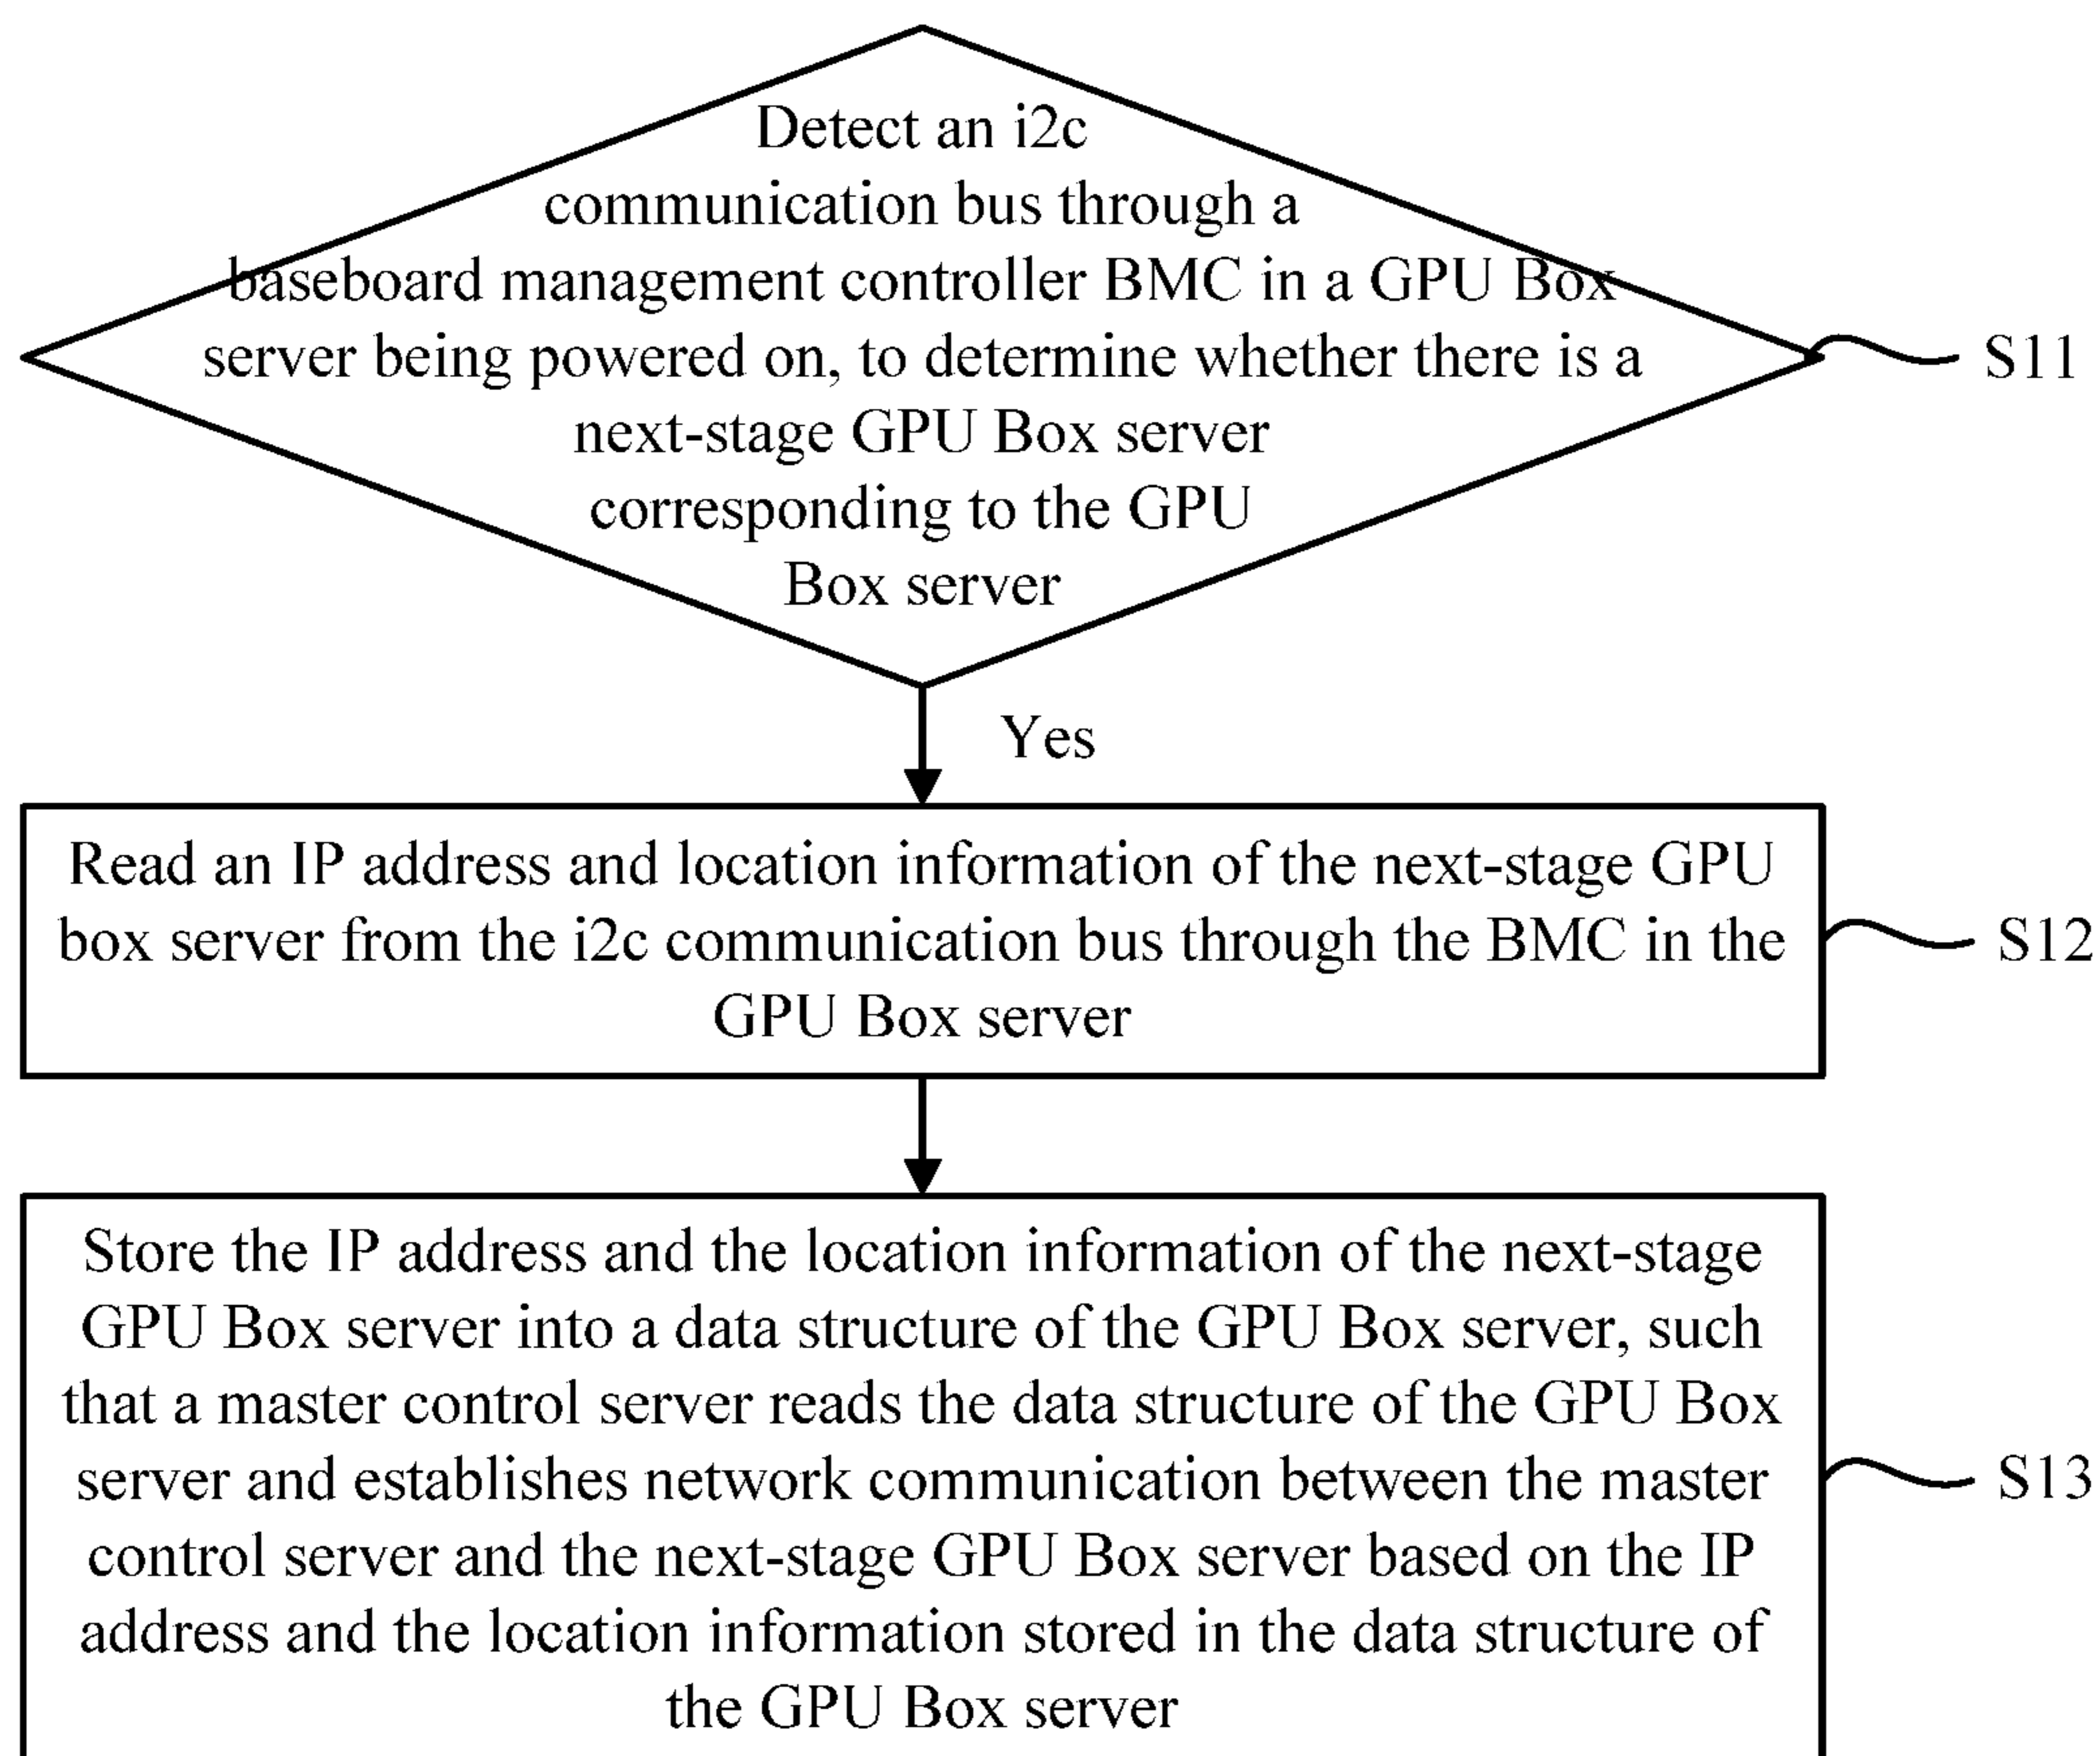 Detect an i2c
communication bus through a
baseboard management controller BMC in a GPU Box
server being powered on, to determine whether there is a
next-stage GPU Box server
corresponding to the GPU
Box server
S11
Yes
Read an IP address and location information of the next-stage GPU
box server from the i2c communication bus through the BMC in the
GPU Box server
S12
Store the IP address and the location information of the next-stage
GPU Box server into a data structure of the GPU Box server, such
that a master control server reads the data structure of the GPU Box
server and establishes network communication between the master
control server and the next-stage GPU Box server based on the IP
address and the location information stored in the data structure of
the GPU Box server
S13